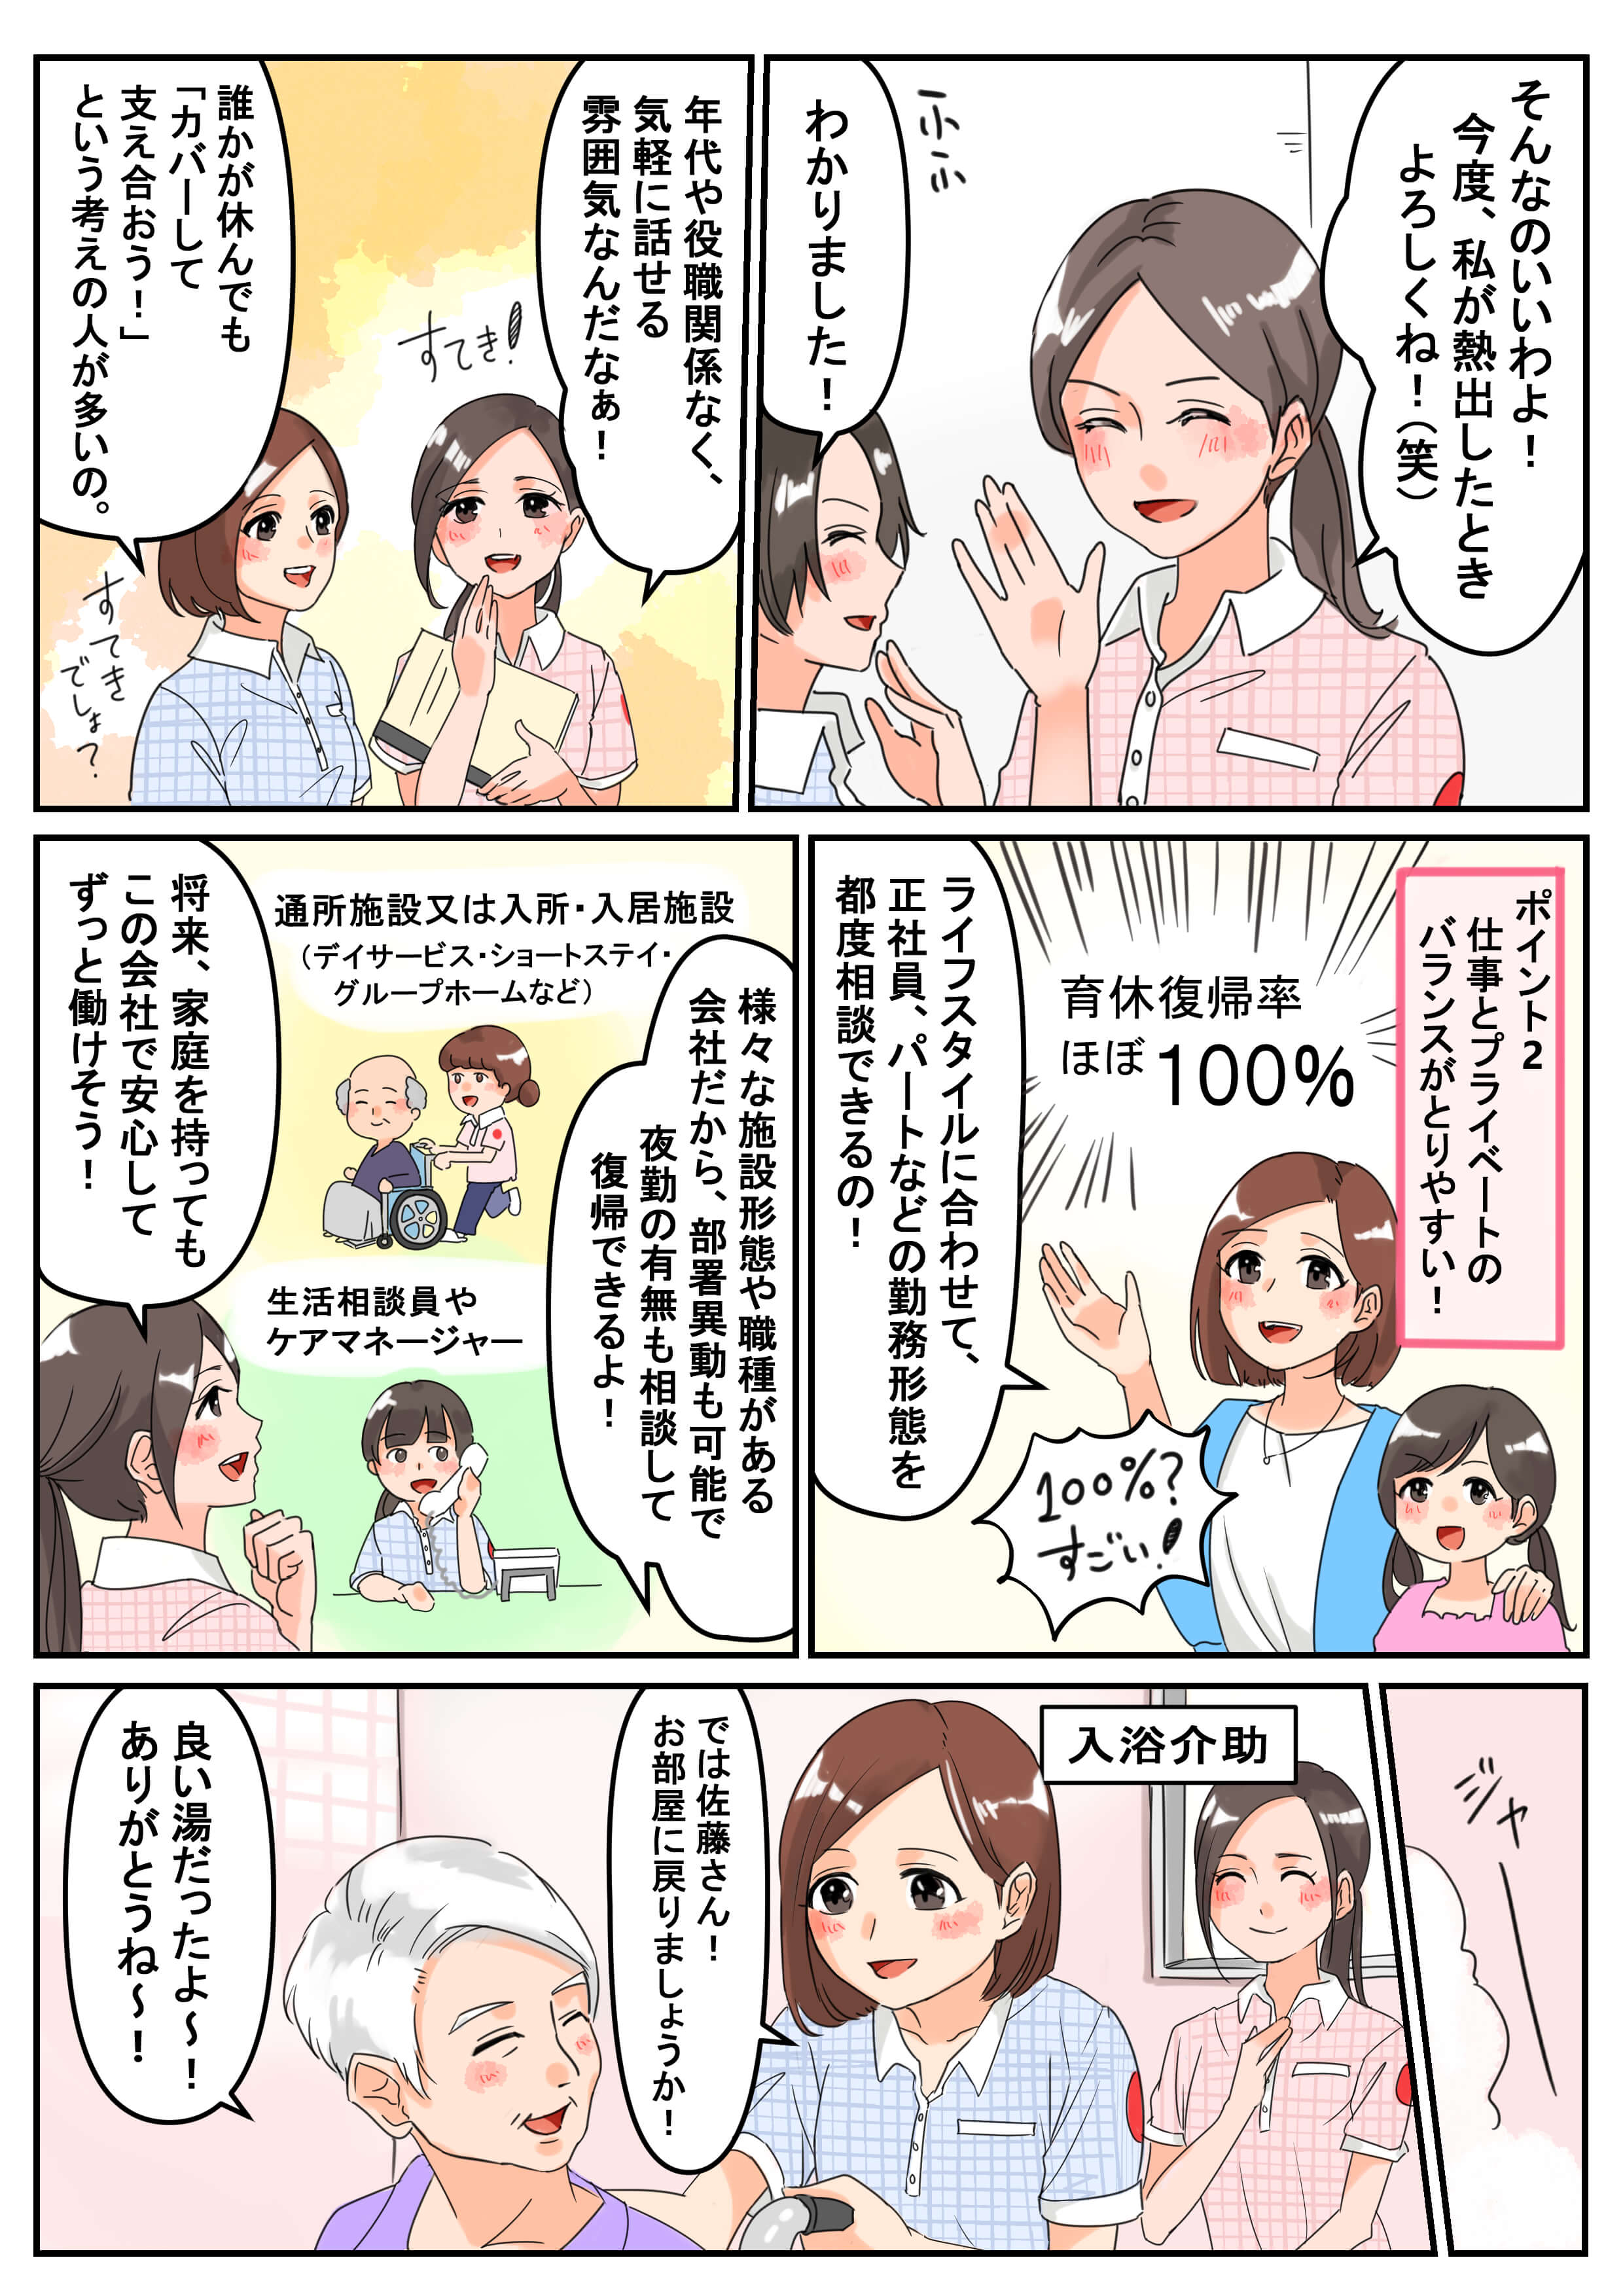 そんなのいいわよ！
今度、私が熱出したとき
よろしくね！（笑）
わかりました！
年代や役職関係なく、
気軽に話せる
雰囲気なんだなぁ！
すてき！
誰かが休んでも
「カバーして
支え合おう！」
という考えの人が多いの。
すてき
でしょ？
ポイント2
仕事とプライベートの
バランスがとりやすい！
育休復帰率
ほぼ100%
ライフスタイルに合わせて、
正社員、パートなどの勤務形態を
都度相談できるの！
100%?
すごい！
通所施設又は入所・入居施設
（デイサービス・ショートステイ・
グループホームなど）
様々な施設形態や職種がある
会社だから、部署異動も可能で
夜勤の有無も相談して
復帰できるよ！
生活相談員や
ケアマネージャー
将来、家庭を持っても
この会社で安心して
ずっと働けそう！
ジャー
入浴介助
では佐藤さん！
お部屋に戻りましょうか！
良い湯だったよ～！
ありがとうね～！